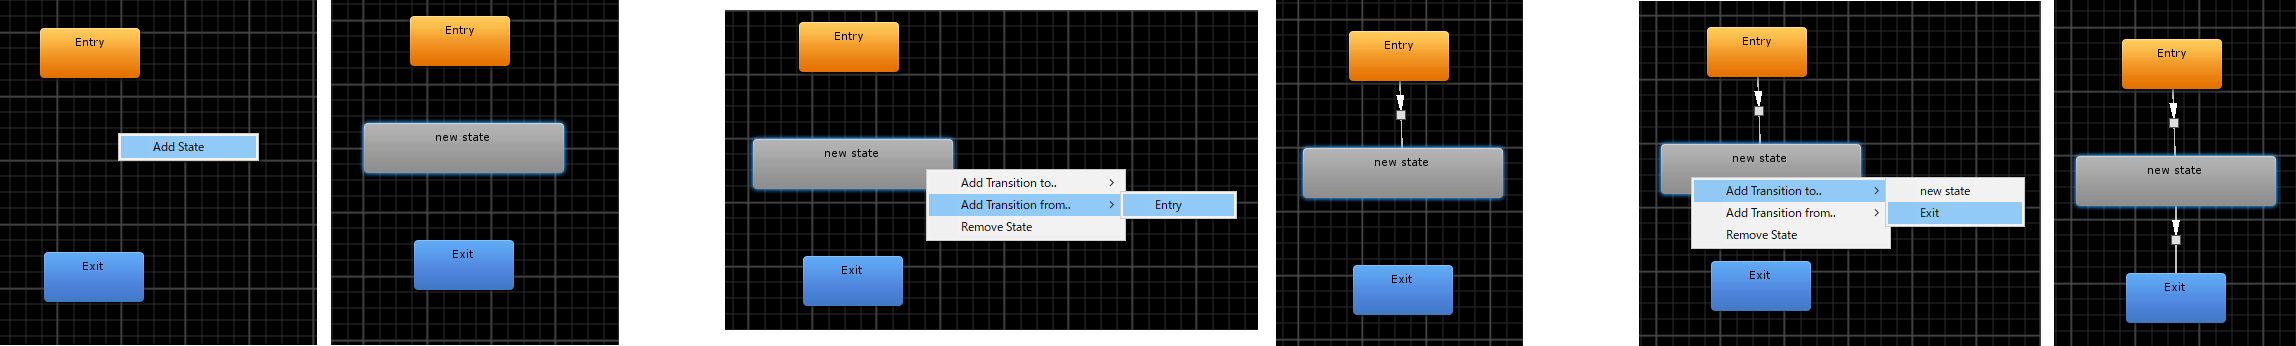 Entry
Add State
Exit
Entry
new state
Exit
Entry
new state
Add Transition to..
Add Transition from..
Entry
Remove State
Exit
Entry
new state
Exit
Entry
new state
Add Transition to..
new state
Add Transition from..
Exit
Remove State
Exit
Entry
new state
Exit